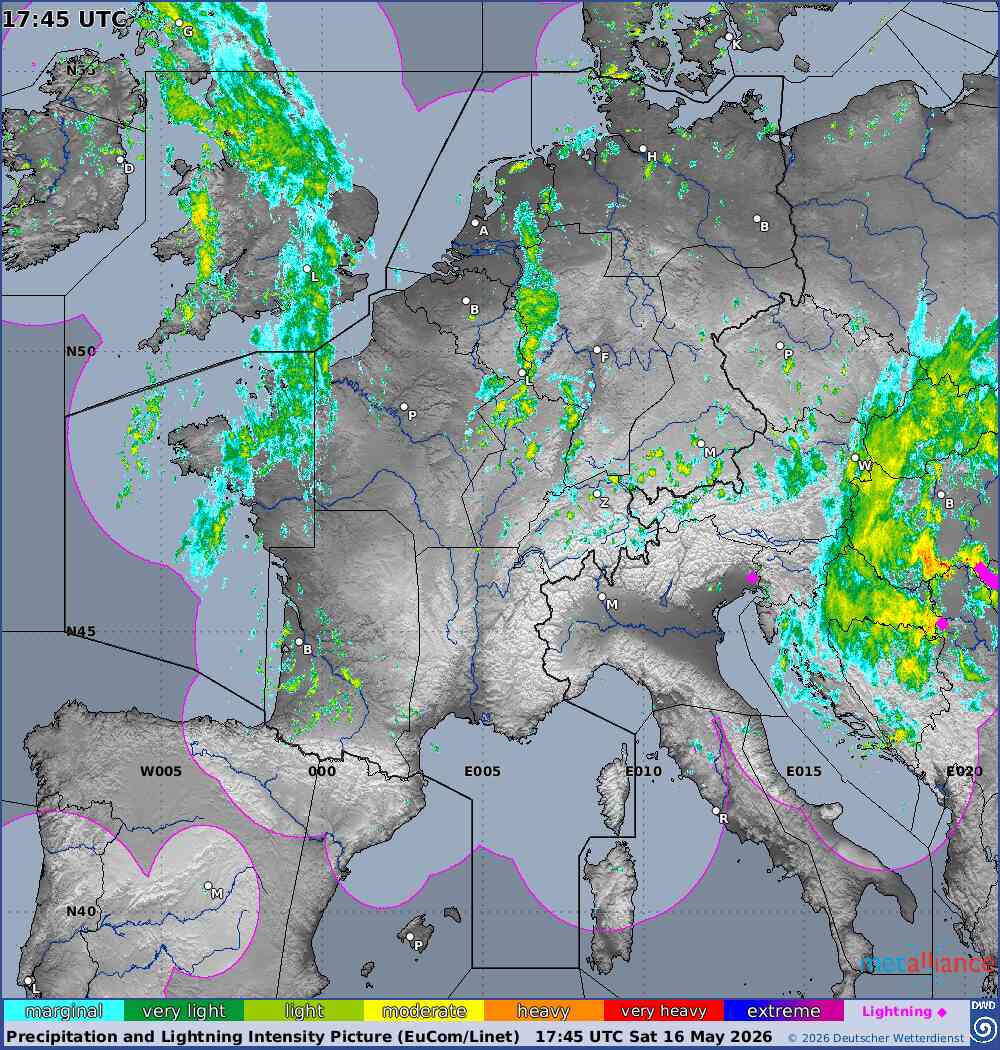 17:45 UTC
G
K
N55
D
H
A
B
L
B
N50
F
P
L
P
M
W
Z
B
M
N45
B
W005
000
E005
E010
E015
E020
R
M
N40
P
L
metalliance
marginal very light light moderate heavy very heavy extreme Lightning ◆
DWD
Precipitation and Lightning Intensity Picture (EuCom/Linet) 17:45 UTC Sat 16 May 2026 © 2026 Deutscher Wetterdienst